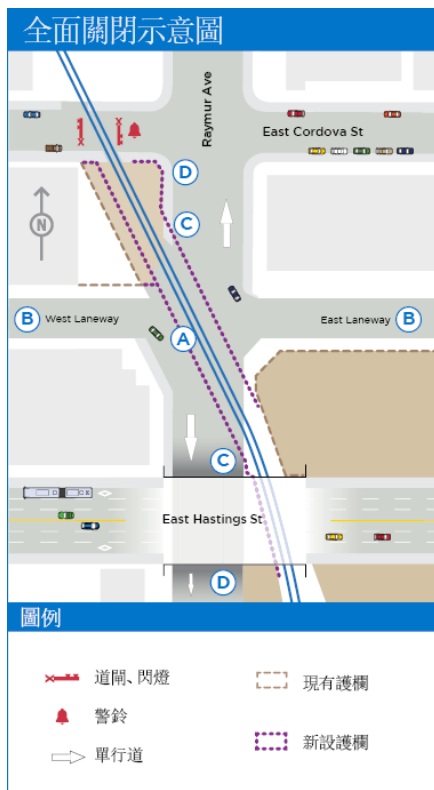 全面關閉示意圖
Raymur Ave
East Cordova St
D
C
N
B West Laneway
East Laneway B
A
C
East Hastings St
D
圖例
道閘、閃燈
現有護欄
警鈴
新設護欄
單行道